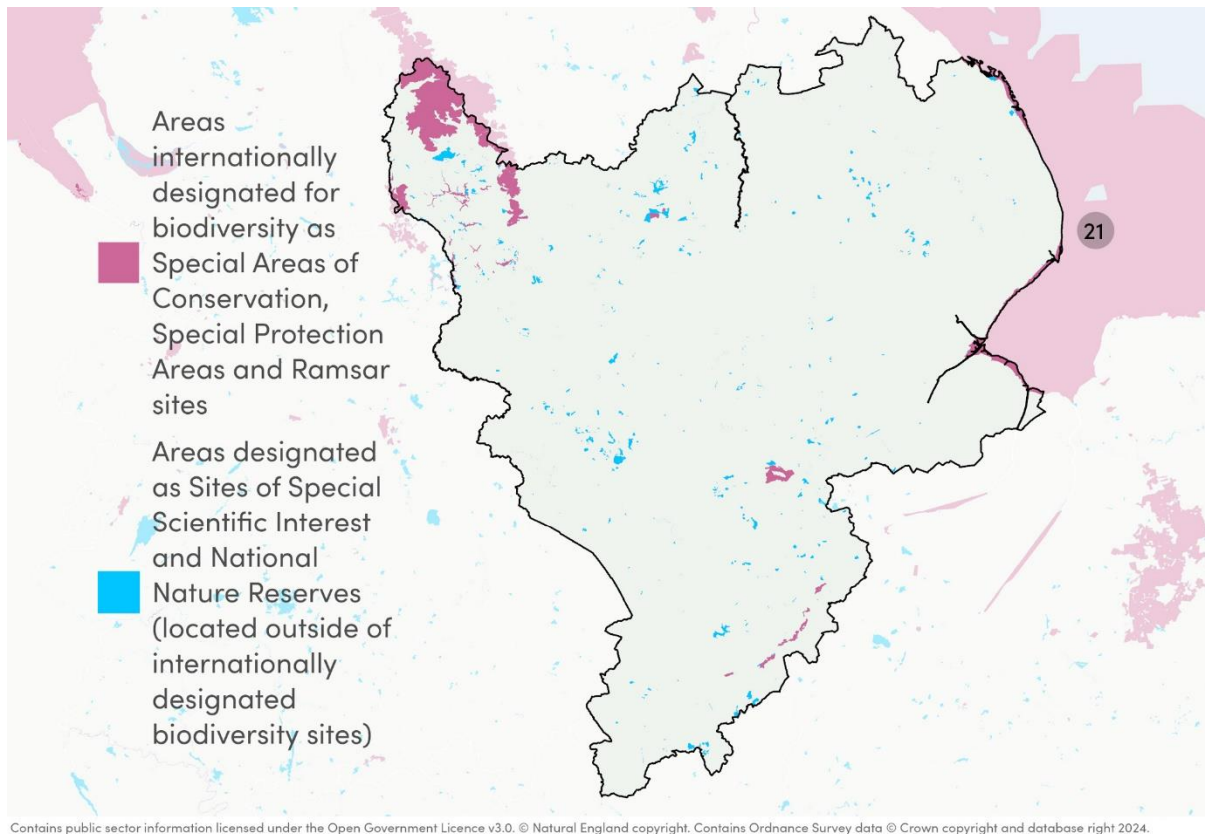 Areas
internationally
designated for
biodiversity as
Special Areas of
Conservation,
Special Protection
Areas and Ramsar
sites
Areas designated
as Sites of Special
Scientific Interest
and National
Nature Reserves
(located outside of
internationally
designated
biodiversity sites)
21
Contains public sector information licensed under the Open Government Licence v3.0. © Natural England copyright. Contains Ordnance Survey data © Crown copyright and database right 2024.